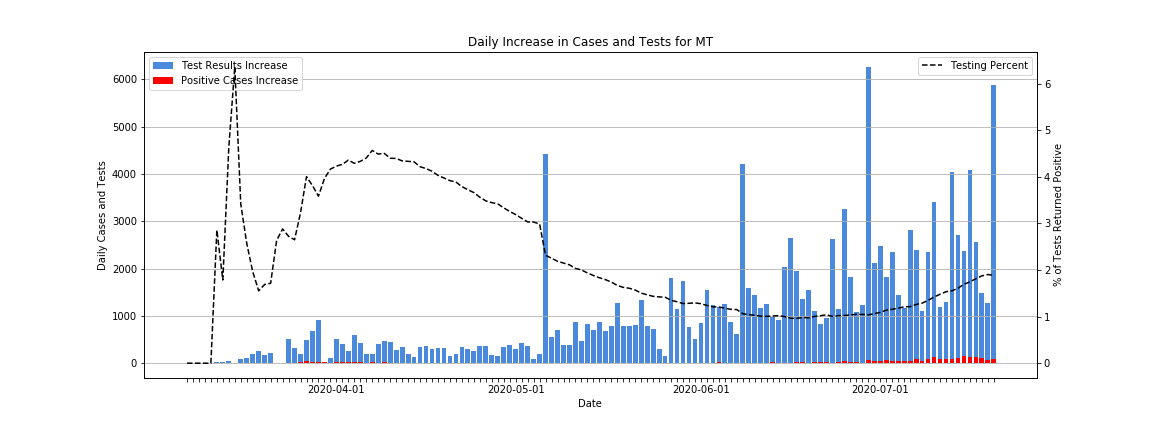 Daily Increase in Cases and Tests for MT
Test Results Increase
Positive Cases Increase
Testing Percent
Daily Cases and Tests
6000
5000
4000
3000
2000
1000
0
6
5
4
3
2
1
0
% of Tests Returned Positive
2020-04-01
2020-05-01
2020-06-01
2020-07-01
Date